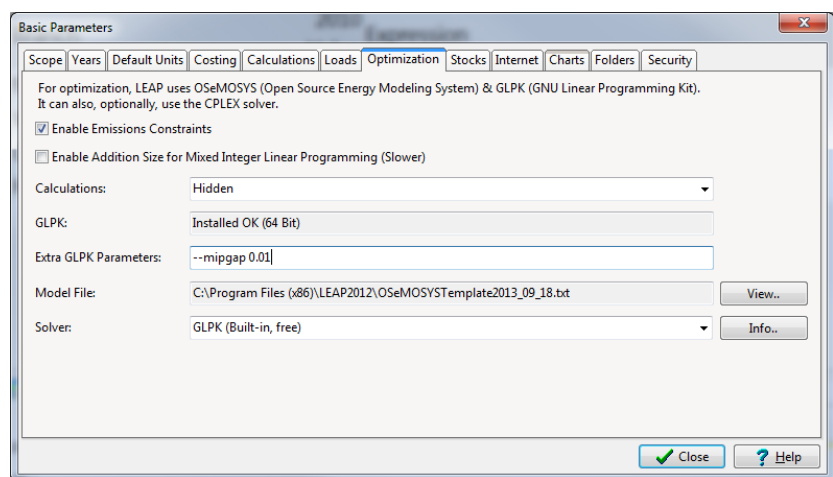 2010
Expression
Basic Parameters
Scope Years Default Units Costing Calculations Loads Optimization Stocks Internet Charts Folders Security
For optimization, LEAP uses OSeMOSYS (Open Source Energy Modeling System) & GLPK (GNU Linear Programming Kit).
It can also, optionally, use the CPLEX solver.
Enable Emissions Constraints
Enable Addition Size for Mixed Integer Linear Programming (Slower)
Calculations: Hidden
GLPK: Installed OK (64 Bit)
Extra GLPK Parameters: --mipgap 0.01
Model File: C:\Program Files (x86)\LEAP2012\OSeMOSYSTemplate2013_09_18.txt View..
Solver: GLPK (Built-in, free) Info..
Close Help